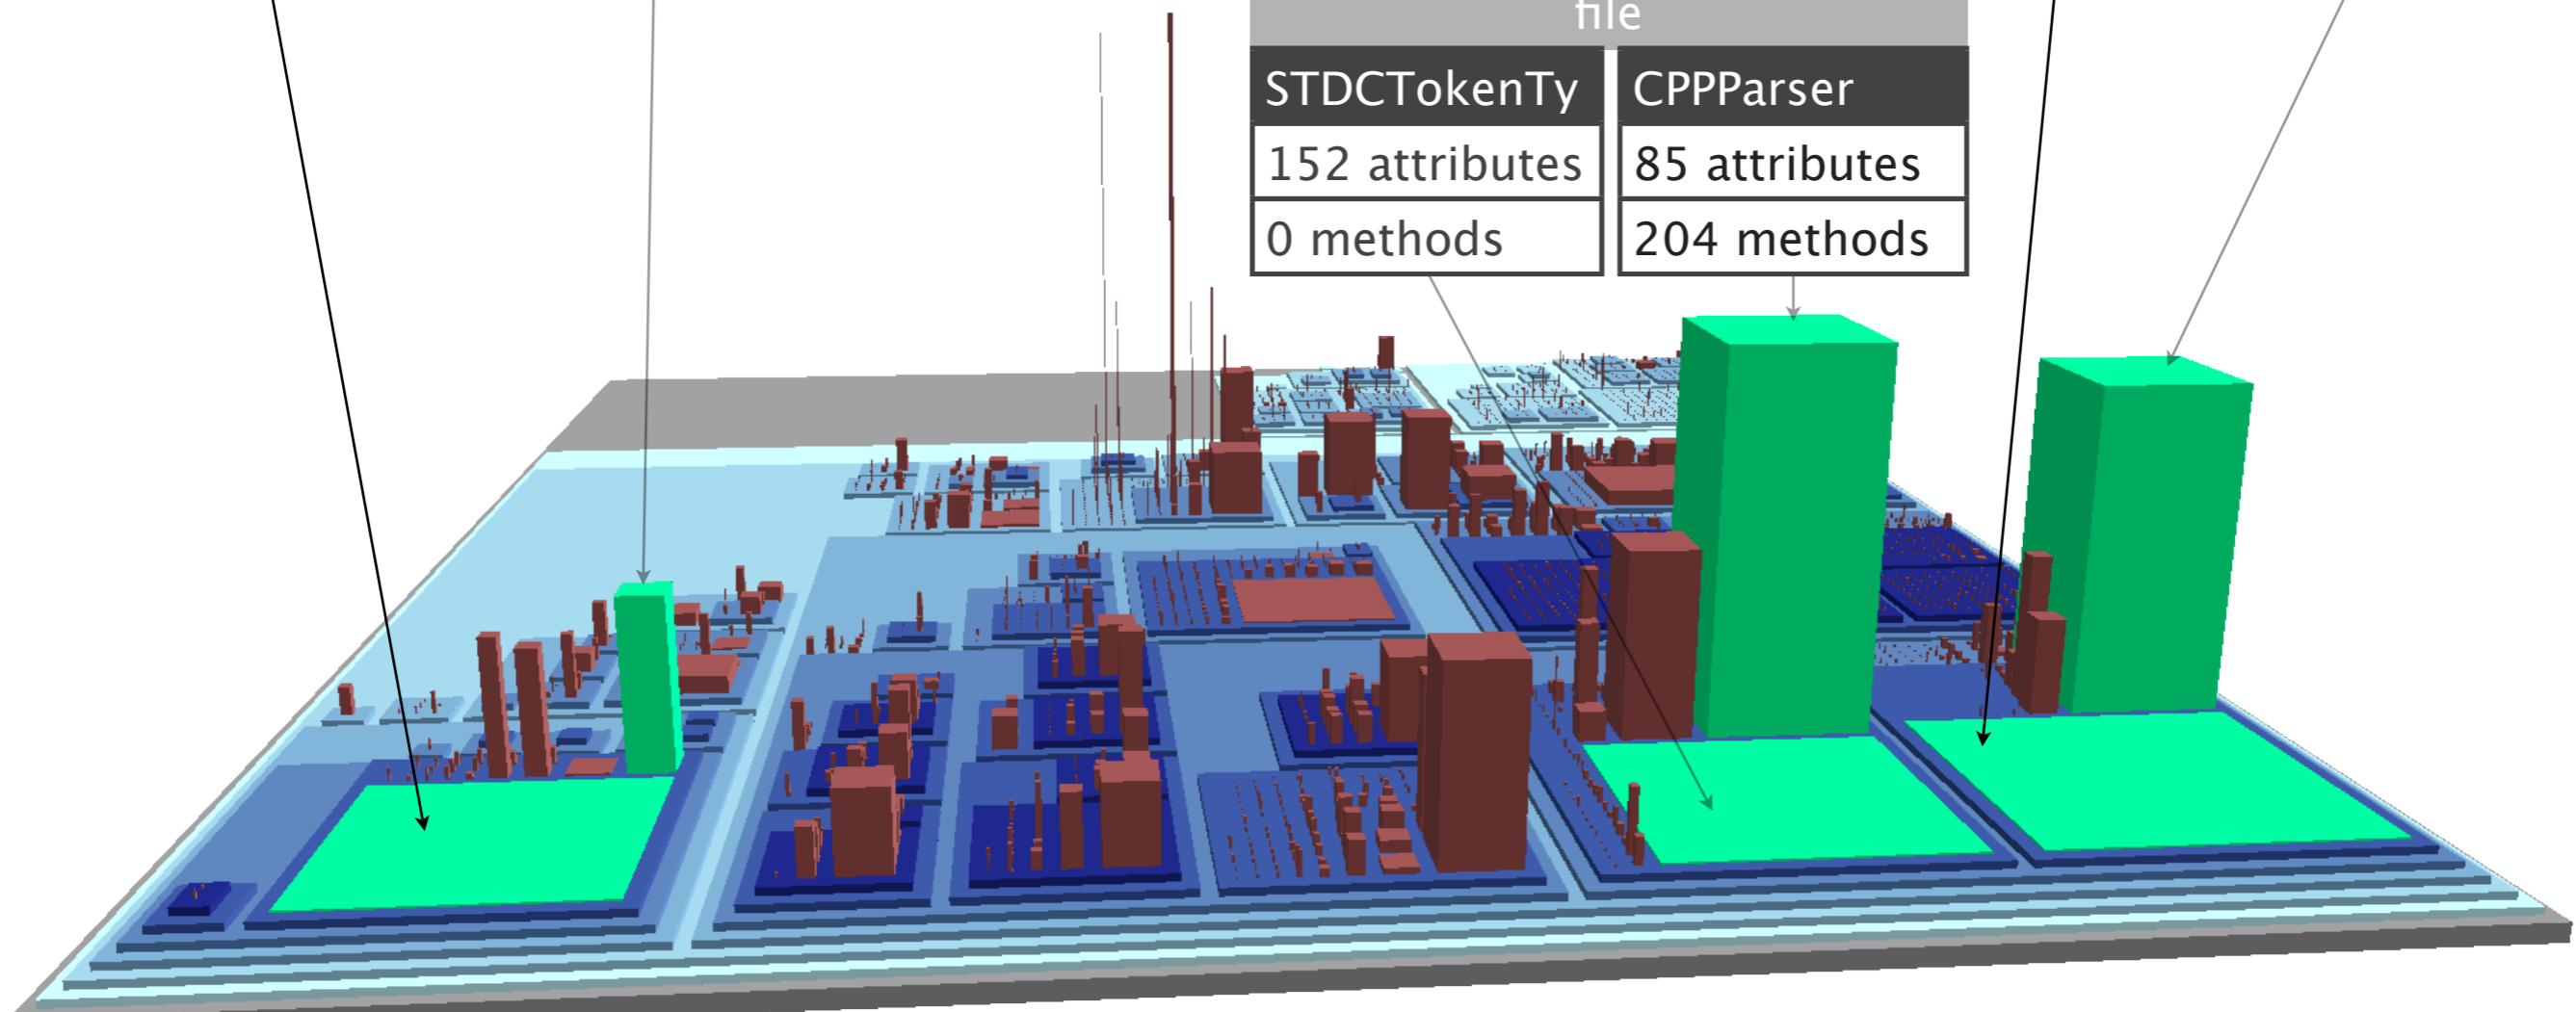 file
STDCTokenTy
152 attributes
0 methods
CPPParser
85 attributes
204 methods